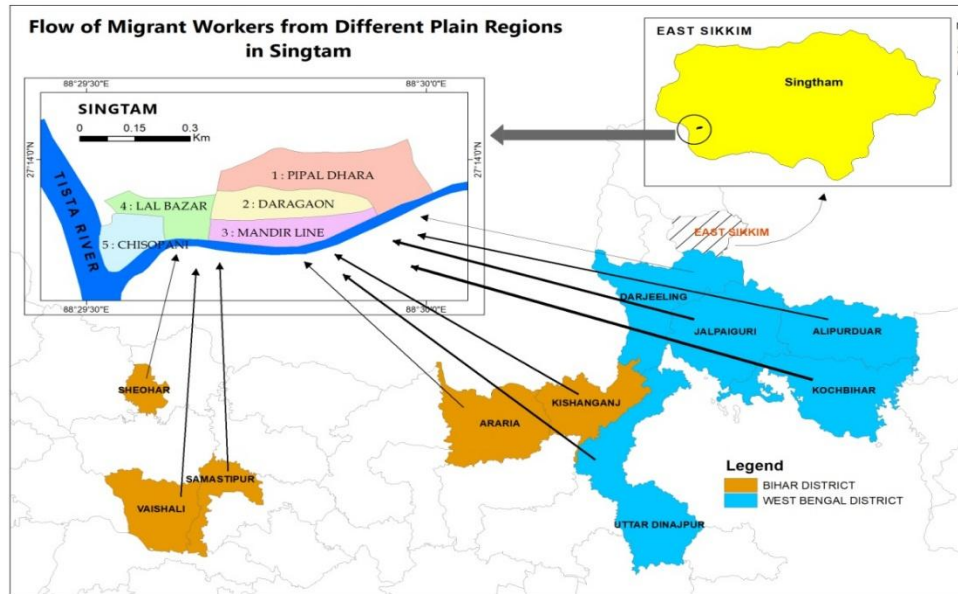 Flow of Migrant Workers from Different Plain Regions
in Singtam
88°29'30"E
88°30'0"E
SINGTAM
0 0.15 0.3
Km
27°14'0"N
27°14'0"N
1 : PIPAL DHARA
2 : DARAGAON
3 : MANDIR LINE
4 : LAL BAZAR
5 : CHISOPANI
TISTA RIVER
88°29'30"E
88°30'0"E
EAST SIKKIM
Singtham
EAST SIKKIM
DARJEELING
JALPAIGURI
ALIPURDUAR
KOCHBIHAR
SHEOHAR
KISHANGANJ
ARARIA
SAMASTIPUR
VAISHALI
UTTAR DINAJPUR
Legend
BIHAR DISTRICT
WEST BENGAL DISTRICT